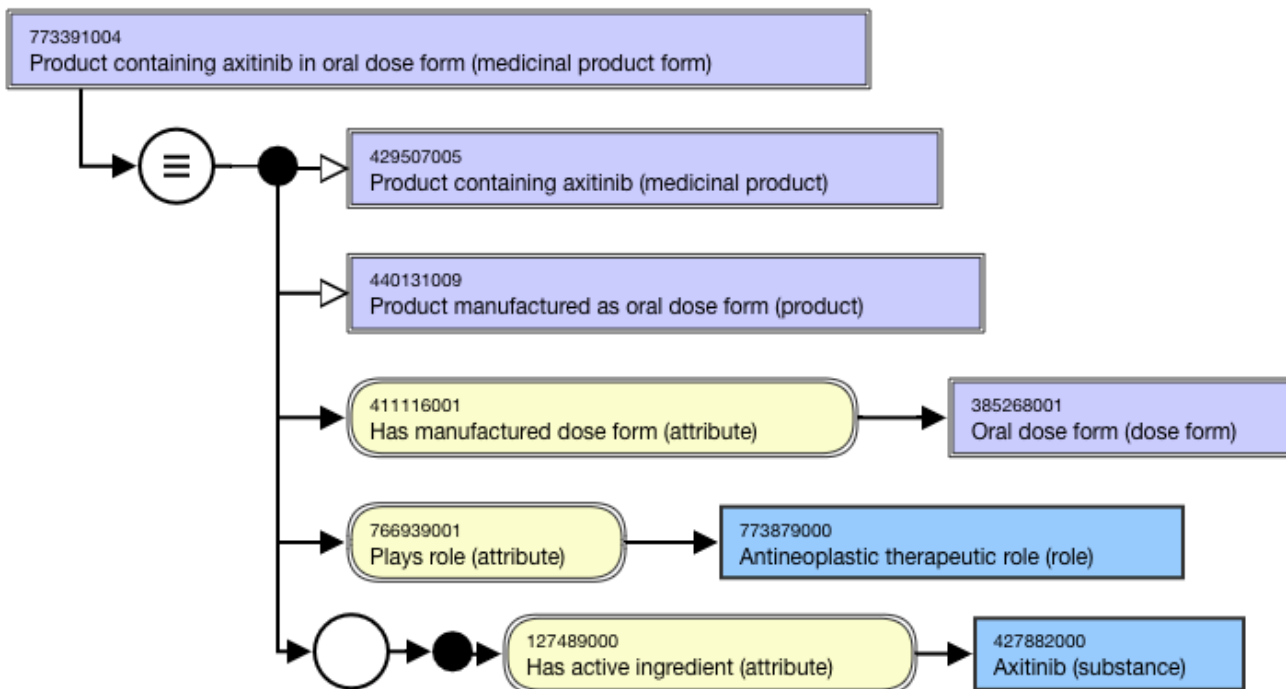 773391004
Product containing axitinib in oral dose form (medicinal product form)
429507005
Product containing axitinib (medicinal product)
440131009
Product manufactured as oral dose form (product)
411116001
Has manufactured dose form (attribute)
385268001
Oral dose form (dose form)
766939001
Plays role (attribute)
773879000
Antineoplastic therapeutic role (role)
127489000
Has active ingredient (attribute)
427882000
Axitinib (substance)